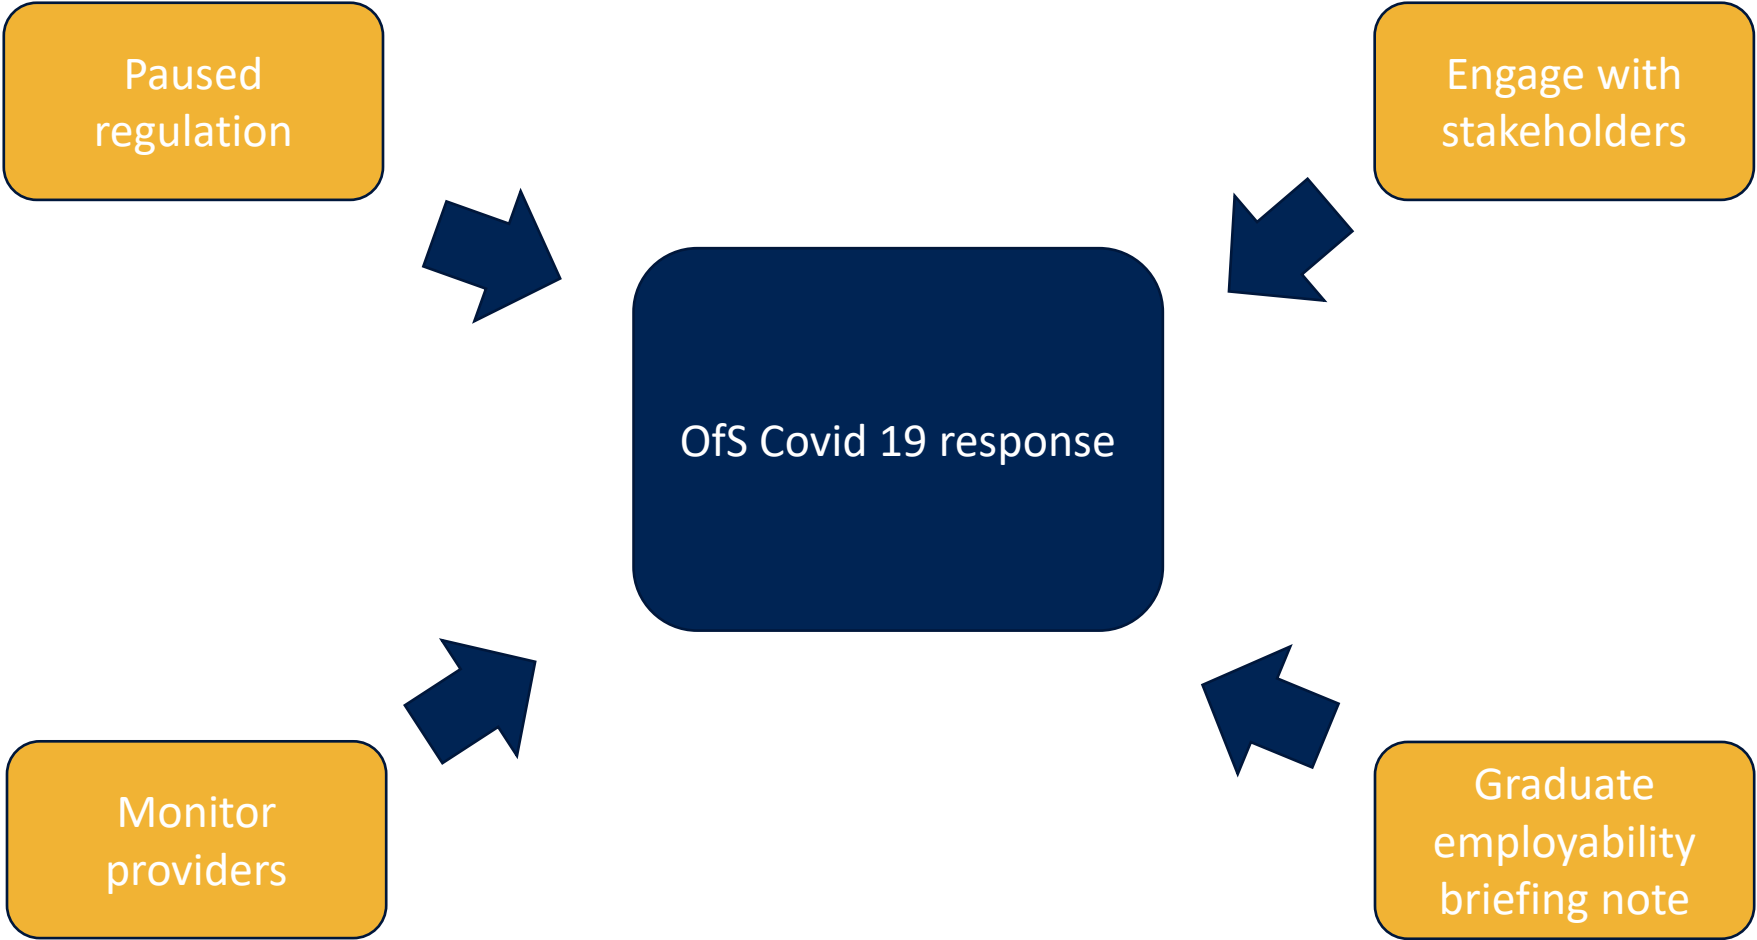 Paused
regulation
Engage with
stakeholders
OfS Covid 19 response
Monitor
providers
Graduate
employability
briefing note